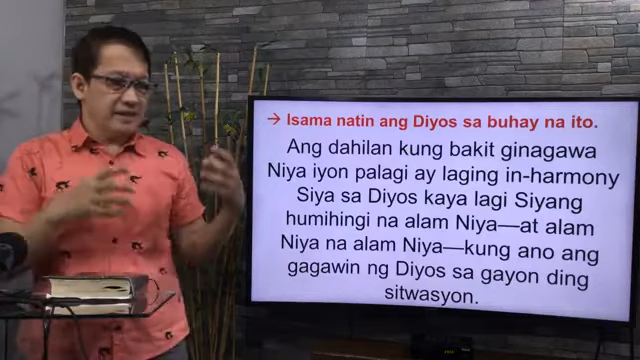 → Isama natin ang Diyos sa buhay na ito.
Ang dahilan kung bakit ginagawa
Niya iyon palagi ay laging in-harmony
Siya sa Diyos kaya lagi Siyang
humihingi na alam Niya—at alam
Niya na alam Niya—kung ano ang
gagawin ng Diyos sa gayon ding
sitwasyon.